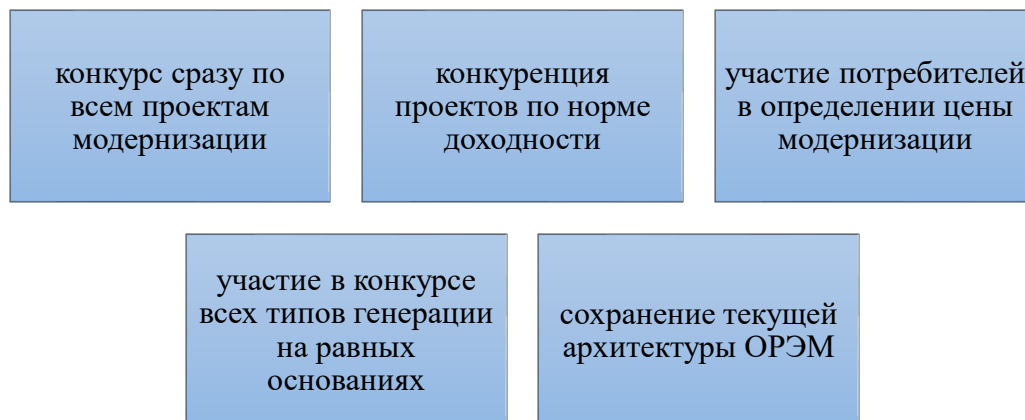 конкурс сразу по
всем проектам
модернизации
конкуренция
проектов по норме
доходности
участие потребителей
в определении цены
модернизации
участие в конкурсе
всех типов генерации
на равных
основаниях
сохранение текущей
архитектуры ОРЭМ